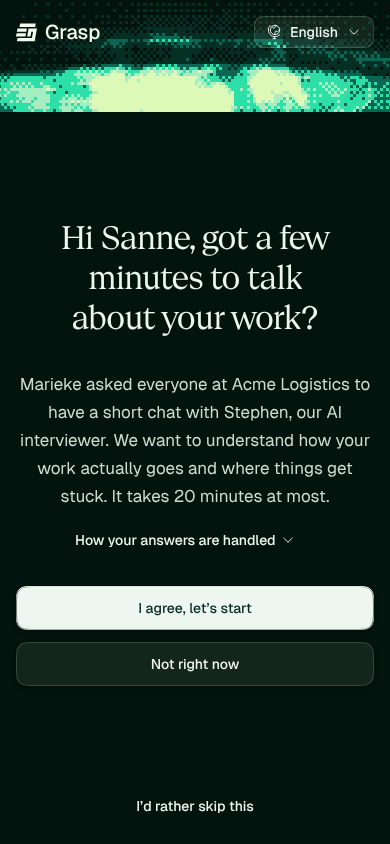 Grasp
English
Hi Sanne, got a few
minutes to talk
about your work?
Marieke asked everyone at Acme Logistics to
have a short chat with Stephen, our AI
interviewer. We want to understand how your
work actually goes and where things get
stuck. It takes 20 minutes at most.
How your answers are handled
I agree, let’s start
Not right now
I’d rather skip this